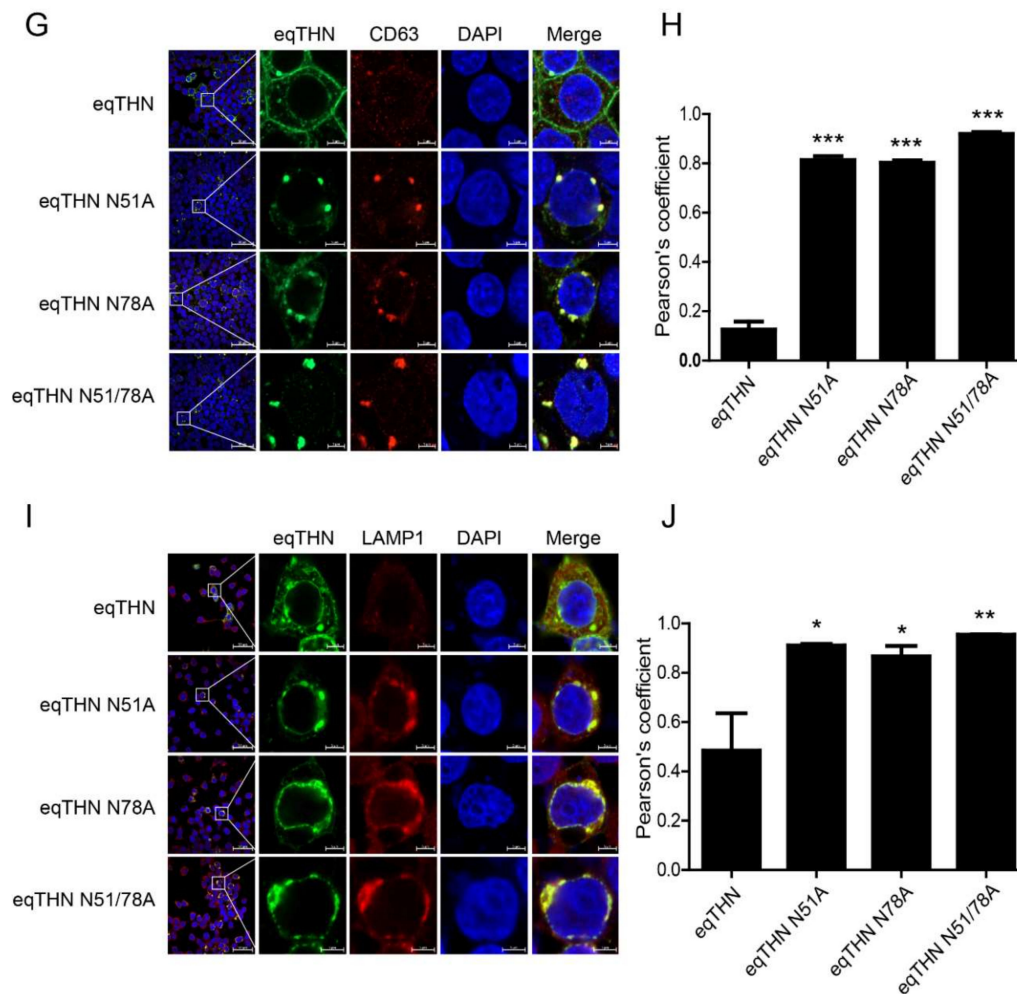 G
eqTHN CD63 DAPI Merge
eqTHN
eqTHN N51A
eqTHN N78A
eqTHN N51/78A
H
Pearson's coefficient
1.0
0.8
0.6
0.4
0.2
0.0
***
***
***
eqTHN
eqTHN N51A
eqTHN N78A
eqTHN N51/78A
I
eqTHN LAMP1 DAPI Merge
eqTHN
eqTHN N51A
eqTHN N78A
eqTHN N51/78A
J
Pearson's coefficient
1.0
0.8
0.6
0.4
0.2
0.0
*
*
**
eqTHN
eqTHN N51A
eqTHN N78A
eqTHN N51/78A